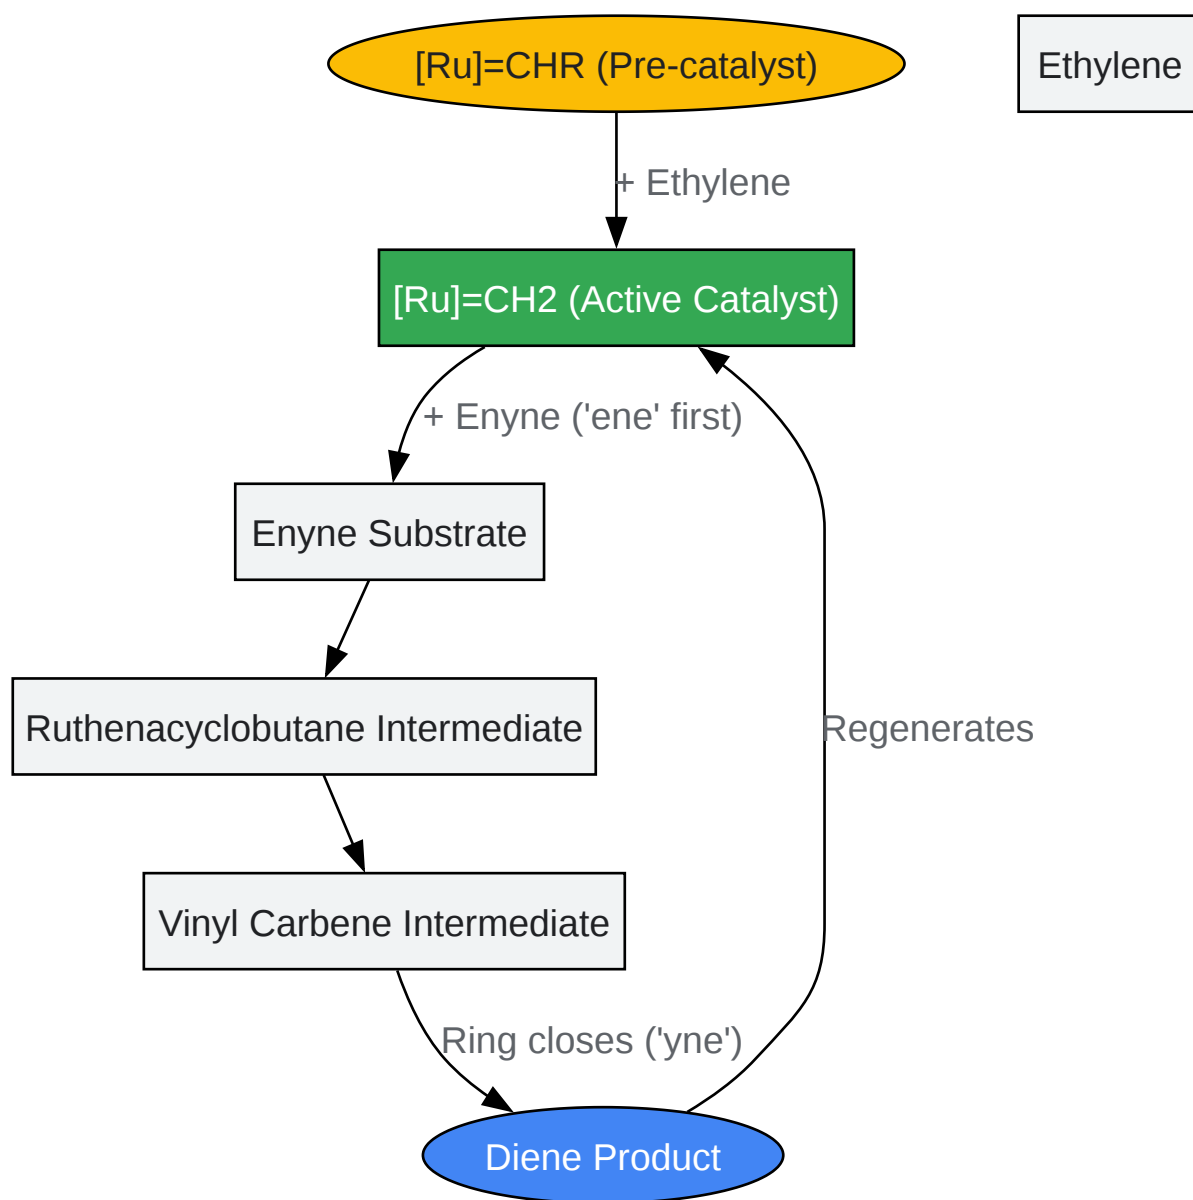 [Ru]=CHR (Pre-catalyst)
Ethylene
+ Ethylene
[Ru]=CH2 (Active Catalyst)
+ Enyne ('ene' first)
Enyne Substrate
Ruthenacyclobutane Intermediate
Regenerates
Vinyl Carbene Intermediate
Ring closes ('yne')
Diene Product